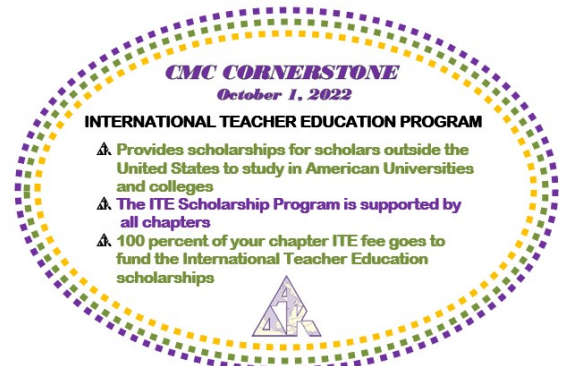 CMC CORNERSTONE
October 1, 2022
INTERNATIONAL TEACHER EDUCATION PROGRAM
Provides scholarships for scholars outside the
United States to study in American Universities
and colleges
The ITE Scholarship Program is supported by
all chapters
100 percent of your chapter ITE fee goes to
fund the International Teacher Education
scholarships